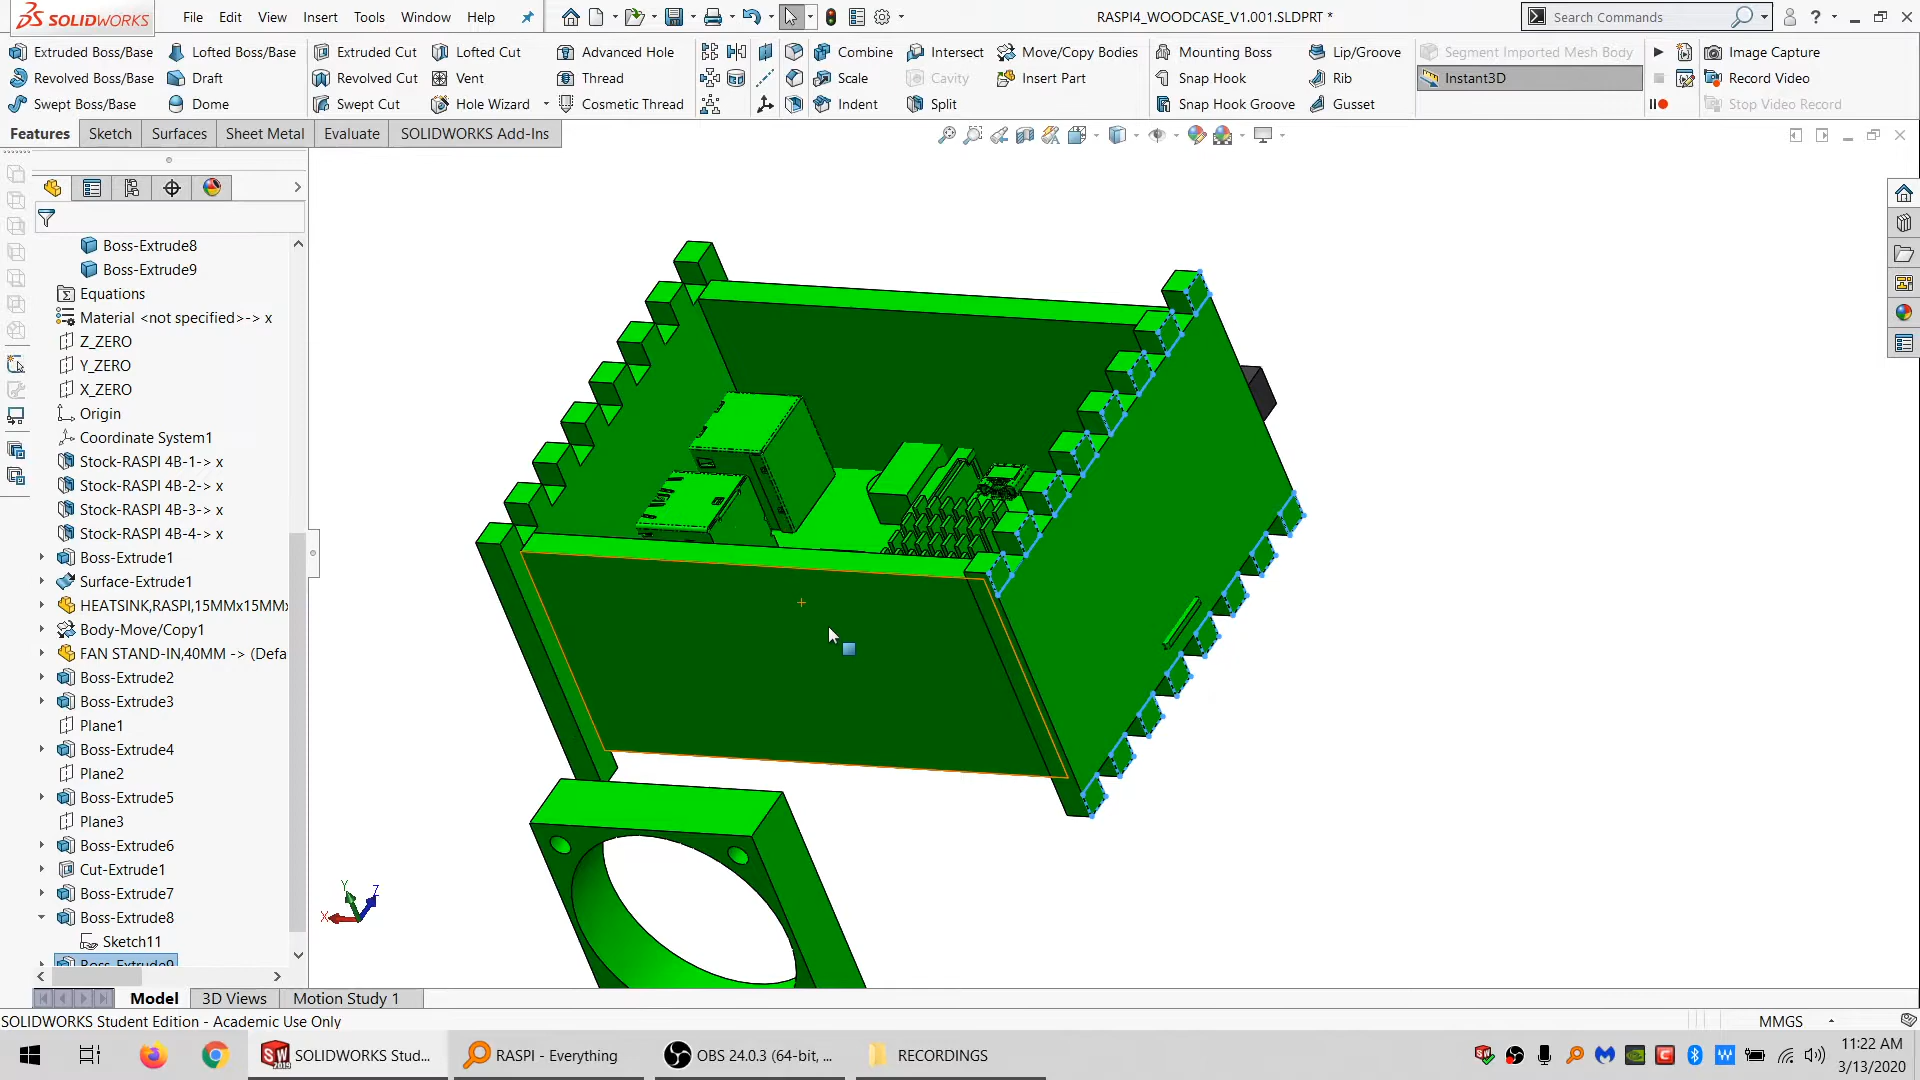 SOLIDWORKS
File Edit View Insert Tools Window Help
RASPI4_WOODCASE_V1.001.SLDPRT *
Search Commands
Extruded Boss/Base Lofted Boss/Base Extruded Cut Lofted Cut Advanced Hole Combine Intersect Move/Copy Bodies Mounting Boss Lip/Groove Segment Imported Mesh Body Image Capture
Revolved Boss/Base Draft Revolved Cut Vent Thread Scale Cavity Insert Part Snap Hook Rib Instant3D Record Video
Swept Boss/Base Dome Swept Cut Hole Wizard Cosmetic Thread Indent Split Snap Hook Groove Gusset Stop Video Record
Features Sketch Surfaces Sheet Metal Evaluate SOLIDWORKS Add-Ins
Boss-Extrude8
Boss-Extrude9
Equations
Material <not specified>-> x
Z_ZERO
Y_ZERO
X_ZERO
Origin
Coordinate System1
Stock-RASPI 4B-1-> x
Stock-RASPI 4B-2-> x
Stock-RASPI 4B-3-> x
Stock-RASPI 4B-4-> x
Boss-Extrude1
Surface-Extrude1
HEATSINK,RASPI,15MMx15MMx
Body-Move/Copy1
FAN STAND-IN,40MM -> (Defa
Boss-Extrude2
Boss-Extrude3
Plane1
Boss-Extrude4
Plane2
Boss-Extrude5
Plane3
Boss-Extrude6
Cut-Extrude1
Boss-Extrude7
Boss-Extrude8
Sketch11
Boss-Extrude9
Y
Z
X
Model 3D Views Motion Study 1
SOLIDWORKS Student Edition - Academic Use Only
MMGS
SOLIDWORKS Stud...
RASPI - Everything
OBS 24.0.3 (64-bit, ...
RECORDINGS
11:22 AM
3/13/2020